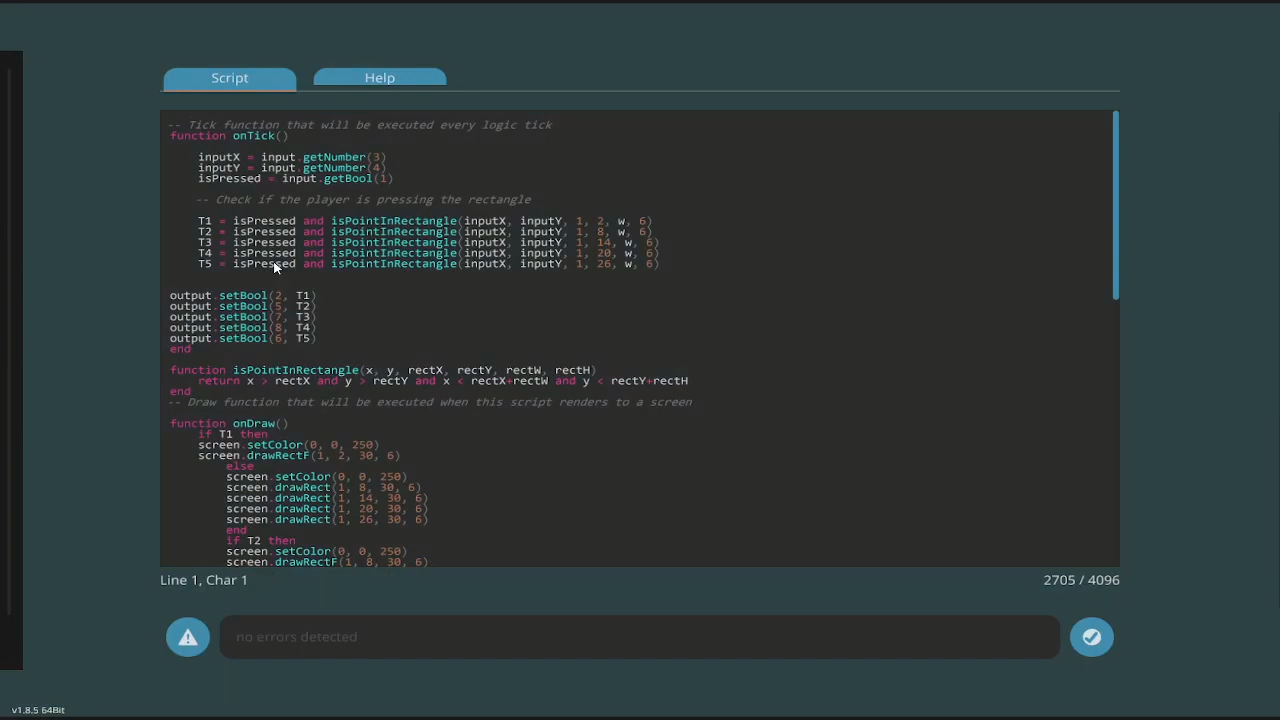 Script
Help
-- Tick function that will be executed every logic tick
function onTick()
inputX = input.getNumber(3)
inputY = input.getNumber(4)
isPressed = input.getBool(1)
-- Check if the player is pressing the rectangle
T1 = isPressed and isPointInRectangle(inputX, inputY, 1, 2, w, 6)
T2 = isPressed and isPointInRectangle(inputX, inputY, 1, 8, w, 6)
T3 = isPressed and isPointInRectangle(inputX, inputY, 1, 14, w, 6)
T4 = isPressed and isPointInRectangle(inputX, inputY, 1, 20, w, 6)
T5 = isPressed and isPointInRectangle(inputX, inputY, 1, 26, w, 6)
output.setBool(2, T1)
output.setBool(5, T2)
output.setBool(7, T3)
output.setBool(8, T4)
output.setBool(6, T5)
end
function isPointInRectangle(x, y, rectX, rectY, rectW, rectH)
return x > rectX and y > rectY and x < rectX+rectW and y < rectY+rectH
end
-- Draw function that will be executed when this script renders to a screen
function onDraw()
if T1 then
screen.setColor(0, 0, 250)
screen.drawRectF(1, 2, 30, 6)
else
screen.setColor(0, 0, 250)
screen.drawRect(1, 8, 30, 6)
screen.drawRect(1, 14, 30, 6)
screen.drawRect(1, 20, 30, 6)
screen.drawRect(1, 26, 30, 6)
end
if T2 then
screen.setColor(0, 0, 250)
screen.drawRectF(1, 8, 30, 6)
Line 1, Char 1
2705 / 4096
no errors detected
v1.8.5 64Bit